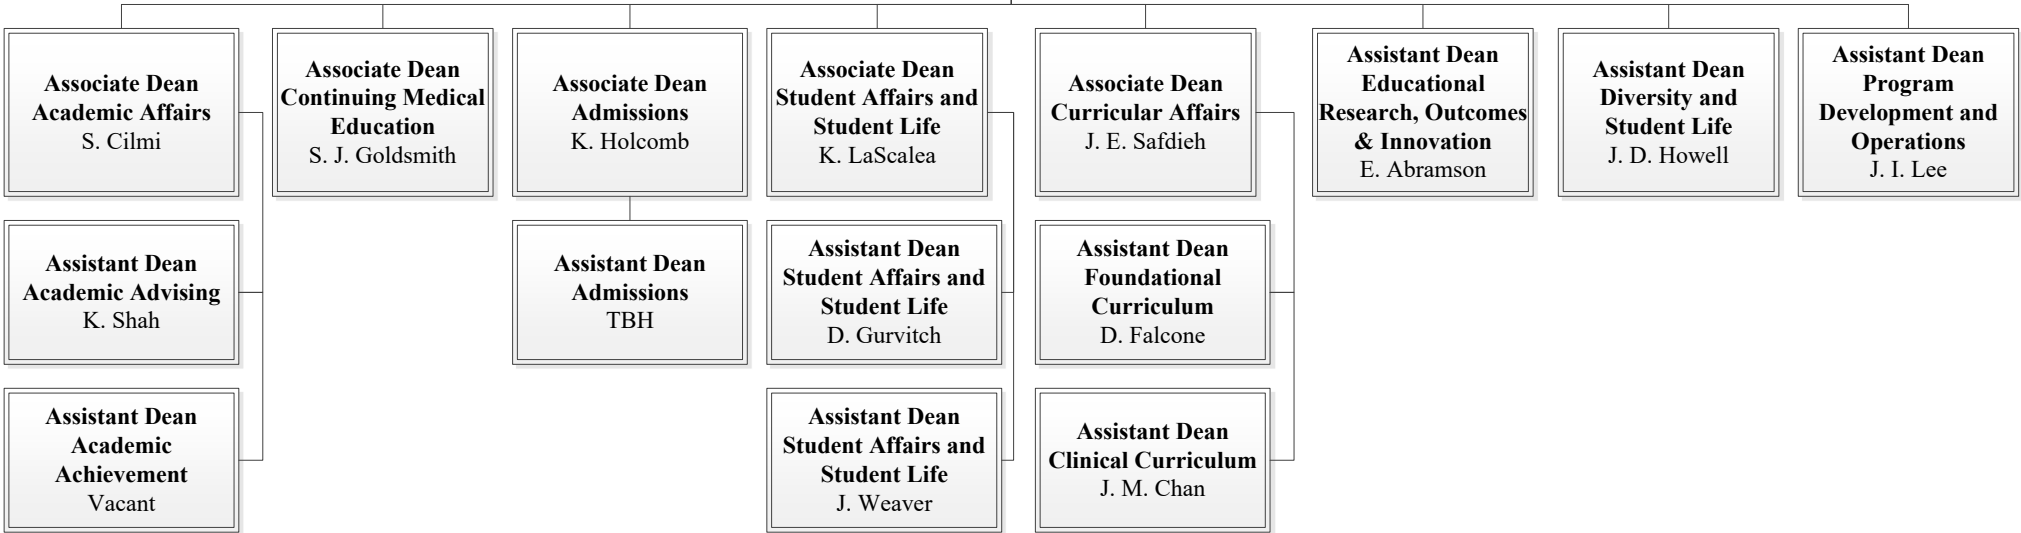 Associate Dean
Academic Affairs
S. Cilmi
Associate Dean
Continuing Medical
Education
S. J. Goldsmith
Associate Dean
Admissions
K. Holcomb
Associate Dean
Student Affairs and
Student Life
K. LaScalea
Associate Dean
Curricular Affairs
J. E. Safdieh
Assistant Dean
Educational
Research, Outcomes
& Innovation
E. Abramson
Assistant Dean
Diversity and
Student Life
J. D. Howell
Assistant Dean
Program
Development and
Operations
J. I. Lee
Assistant Dean
Academic Advising
K. Shah
Assistant Dean
Admissions
TBH
Assistant Dean
Student Affairs and
Student Life
D. Gurvitch
Assistant Dean
Foundational
Curriculum
D. Falcone
Assistant Dean
Academic
Achievement
Vacant
Assistant Dean
Student Affairs and
Student Life
J. Weaver
Assistant Dean
Clinical Curriculum
J. M. Chan